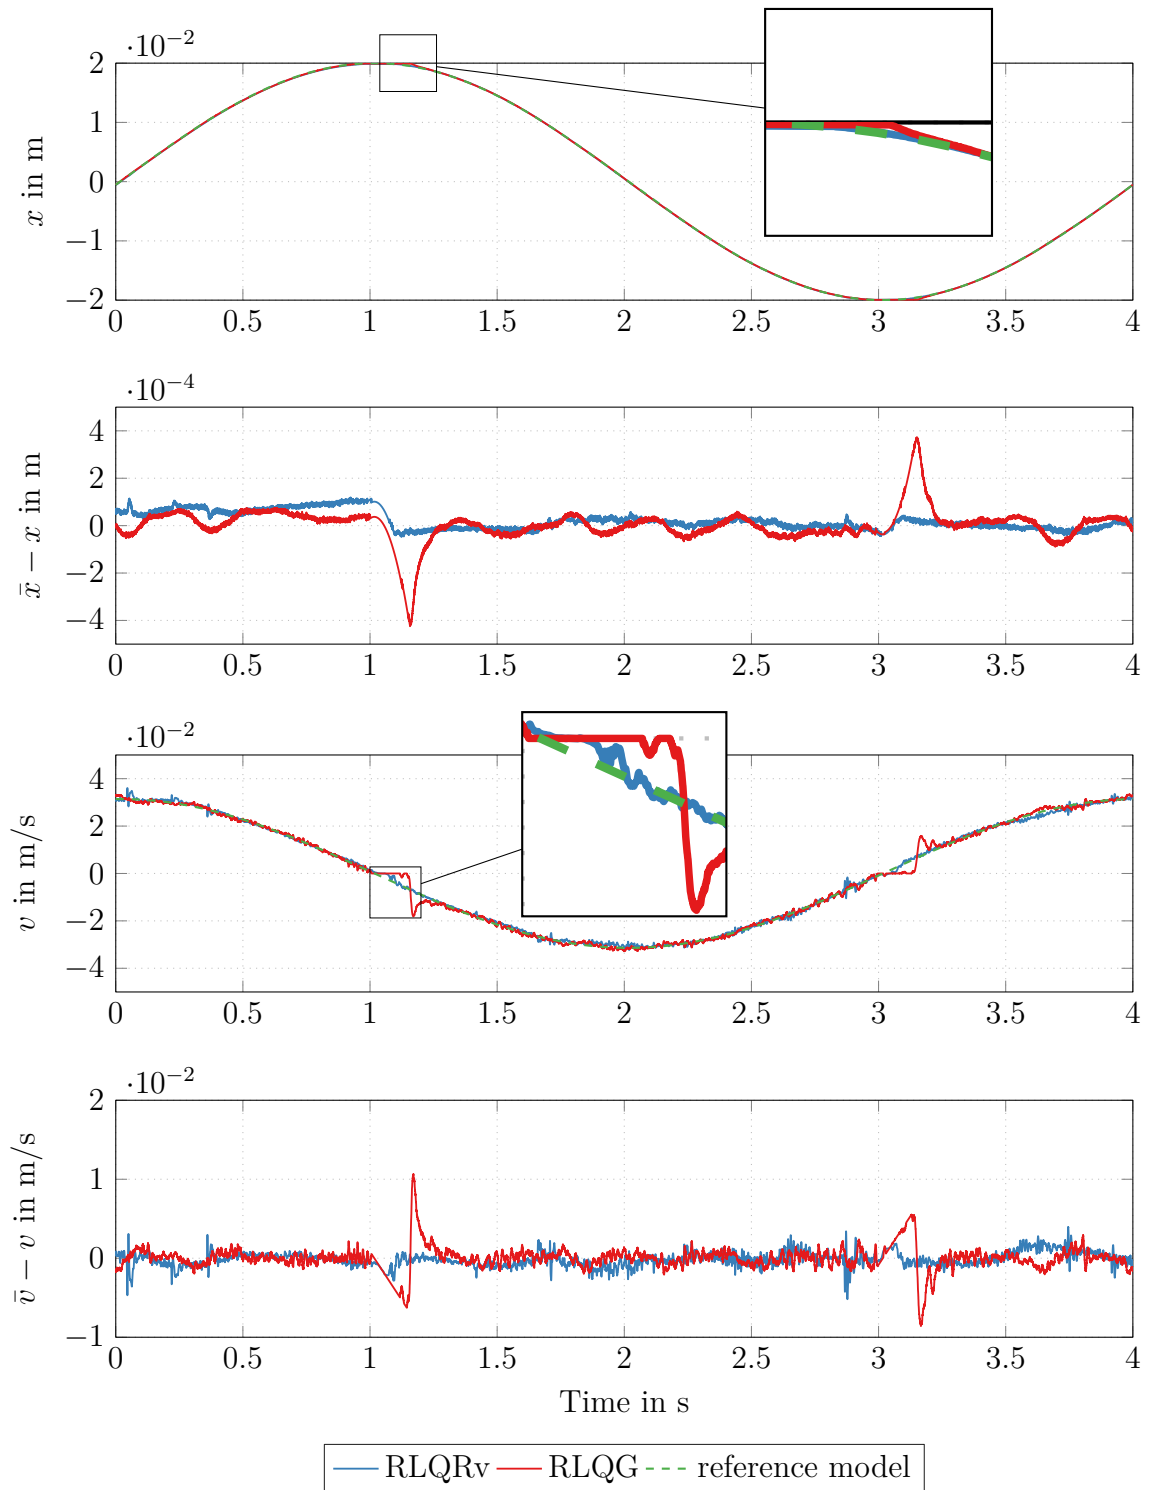 ·10⁻²
2
1
0
−1
−2
x in m
0 0.5 1 1.5 2 2.5 3 3.5 4
·10⁻⁴
4
2
0
−2
−4
x̄ − x in m
0 0.5 1 1.5 2 2.5 3 3.5 4
·10⁻²
4
2
0
−2
−4
v in m/s
0 0.5 1 1.5 2 2.5 3 3.5 4
·10⁻²
2
1
0
−1
v̄ − v in m/s
0 0.5 1 1.5 2 2.5 3 3.5 4
Time in s
RLQRv RLQG reference model